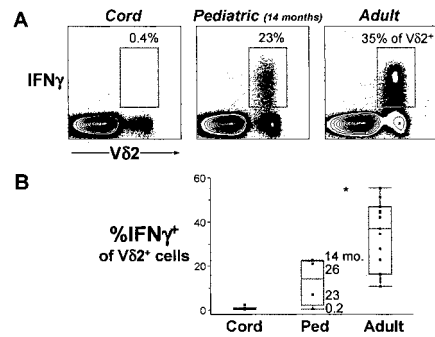 A
Cord
Pediatric (14 months)
Adult
0.4%
23%
35% of Vδ2+
IFNγ
Vδ2
B
%IFNγ+
of Vδ2+ cells
60
40
20
0
*
14 mo.
26
23
0.2
Cord
Ped
Adult